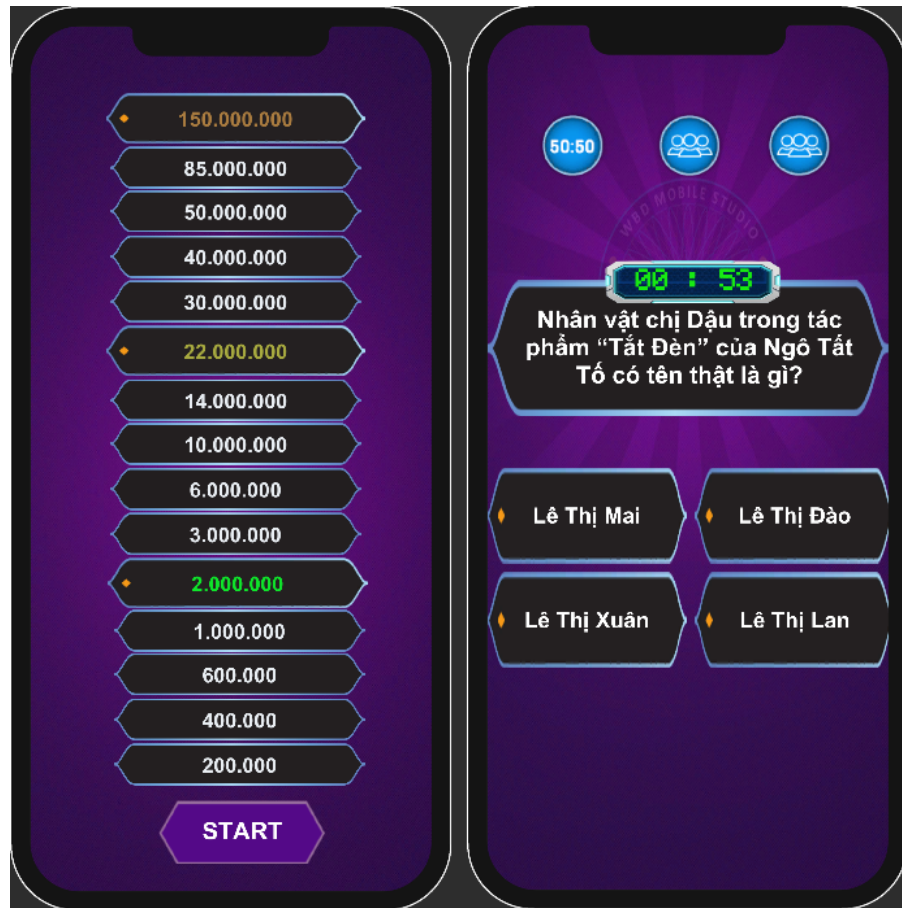 150.000.000
85.000.000
50.000.000
40.000.000
30.000.000
22.000.000
14.000.000
10.000.000
6.000.000
3.000.000
2.000.000
1.000.000
600.000
400.000
200.000
START
50:50
WBD MOBILE STUDIO
00 : 53
Nhân vật chị Dậu trong tác
phẩm “Tắt Đèn” của Ngô Tất
Tố có tên thật là gì?
Lê Thị Mai
Lê Thị Đào
Lê Thị Xuân
Lê Thị Lan